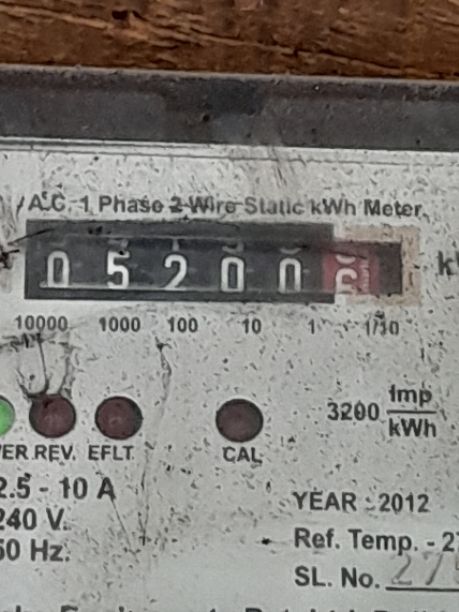 A.C. 1 Phase 2 Wire Static kWh Meter
0 5 2 0 0
10000 1000 100 10 1 1/10
3200 Imp/kWh
REV. EFLT CAL
2.5 - 10 A
240 V.
50 Hz.
YEAR - 2012
Ref. Temp. - 27
SL. No.